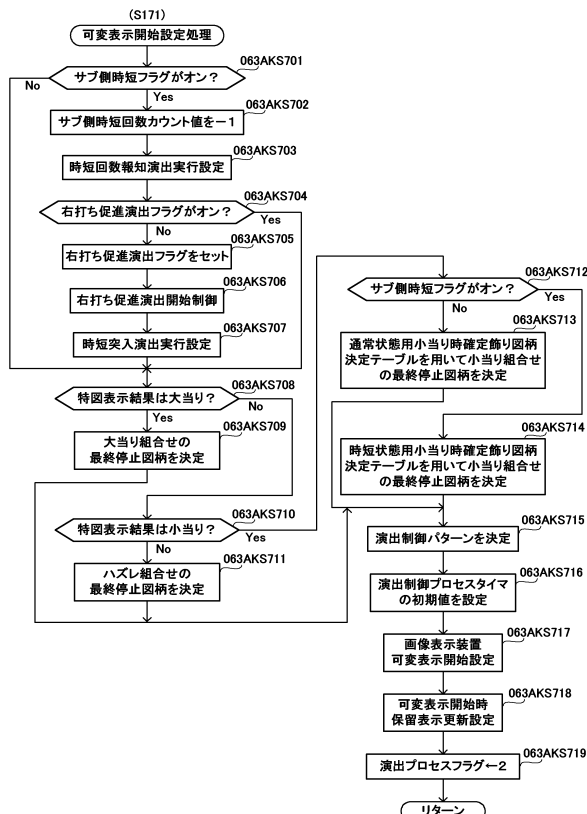 (S171)
可変表示開始設定処理
063AKS701
サブ側時短フラグがオン?
No
Yes
063AKS702
サブ側時短回数カウント値を−1
063AKS703
時短回数報知演出実行設定
063AKS704
右打ち促進演出フラグがオン?
Yes
No
063AKS705
右打ち促進演出フラグをセット
063AKS706
右打ち促進演出開始制御
063AKS707
時短突入演出実行設定
063AKS708
特図表示結果は大当り?
No
Yes
063AKS709
大当り組合せの
最終停止図柄を決定
063AKS710
特図表示結果は小当り?
Yes
No
063AKS711
ハズレ組合せの
最終停止図柄を決定
063AKS712
サブ側時短フラグがオン?
Yes
No
063AKS713
通常状態用小当り時確定飾り図柄
決定テーブルを用いて小当り組合せ
の最終停止図柄を決定
063AKS714
時短状態用小当り時確定飾り図柄
決定テーブルを用いて小当り組合せ
の最終停止図柄を決定
063AKS715
演出制御パターンを決定
063AKS716
演出制御プロセスタイマ
の初期値を設定
063AKS717
画像表示装置
可変表示開始設定
063AKS718
可変表示開始時
保留表示更新設定
063AKS719
演出プロセスフラグ←2
リターン